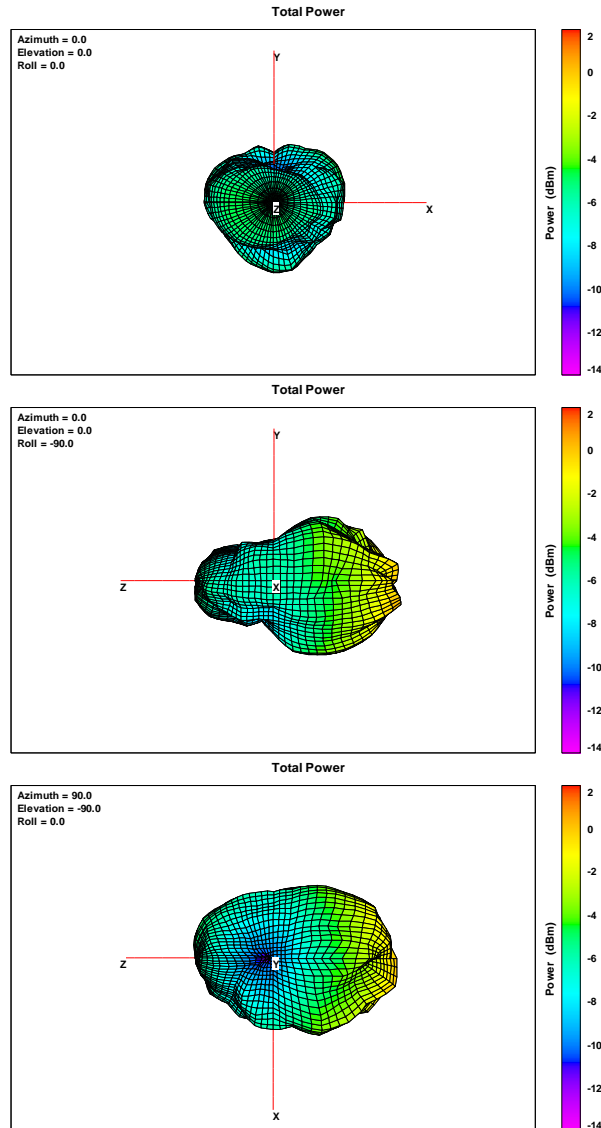 Total Power
Azimuth = 0.0
Elevation = 0.0
Roll = 0.0
Y
X
Z
2
0
-2
-4
-6
-8
-10
-12
-14
Power (dBm)
Total Power
Azimuth = 0.0
Elevation = 0.0
Roll = -90.0
Y
Z
X
2
0
-2
-4
-6
-8
-10
-12
-14
Power (dBm)
Total Power
Azimuth = 90.0
Elevation = -90.0
Roll = 0.0
Z
Y
X
2
0
-2
-4
-6
-8
-10
-12
-14
Power (dBm)